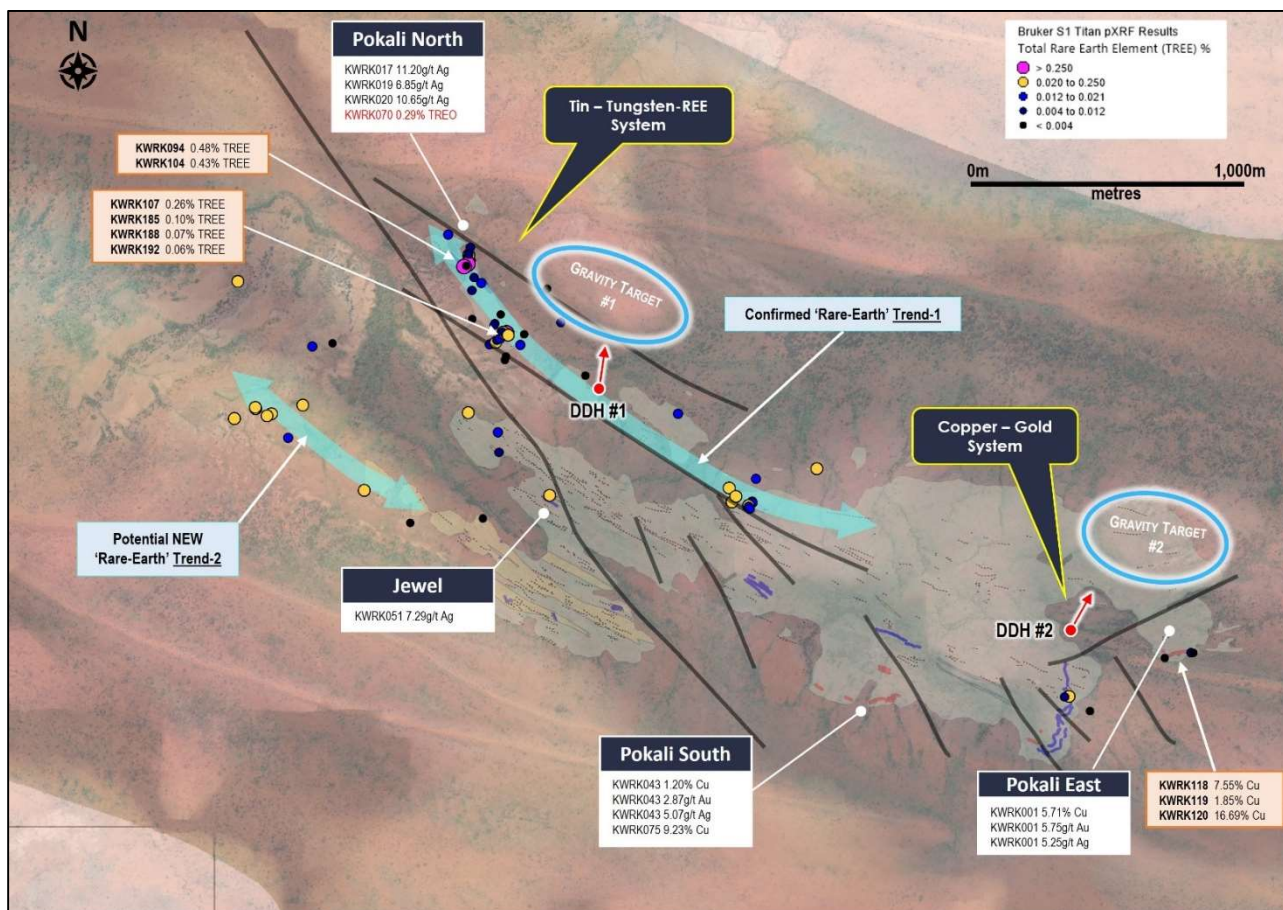 N
Pokali North
KWRK017 11.20g/t Ag
KWRK019 6.85g/t Ag
KWRK020 10.65g/t Ag
KWRK070 0.29% TREO
Tin – Tungsten-REE
System
Bruker S1 Titan pXRF Results
Total Rare Earth Element (TREE) %
> 0.250
0.020 to 0.250
0.012 to 0.021
0.004 to 0.012
< 0.004
0m 1,000m
metres
KWRK094 0.48% TREE
KWRK104 0.43% TREE
KWRK107 0.26% TREE
KWRK185 0.10% TREE
KWRK188 0.07% TREE
KWRK192 0.06% TREE
GRAVITY TARGET
#1
Confirmed ‘Rare-Earth’ Trend-1
DDH #1
Copper – Gold
System
GRAVITY TARGET
#2
DDH #2
Potential NEW
‘Rare-Earth’ Trend-2
Jewel
KWRK051 7.29g/t Ag
Pokali South
KWRK043 1.20% Cu
KWRK043 2.87g/t Au
KWRK043 5.07g/t Ag
KWRK075 9.23% Cu
Pokali East
KWRK001 5.71% Cu
KWRK001 5.75g/t Au
KWRK001 5.25g/t Ag
KWRK118 7.55% Cu
KWRK119 1.85% Cu
KWRK120 16.69% Cu